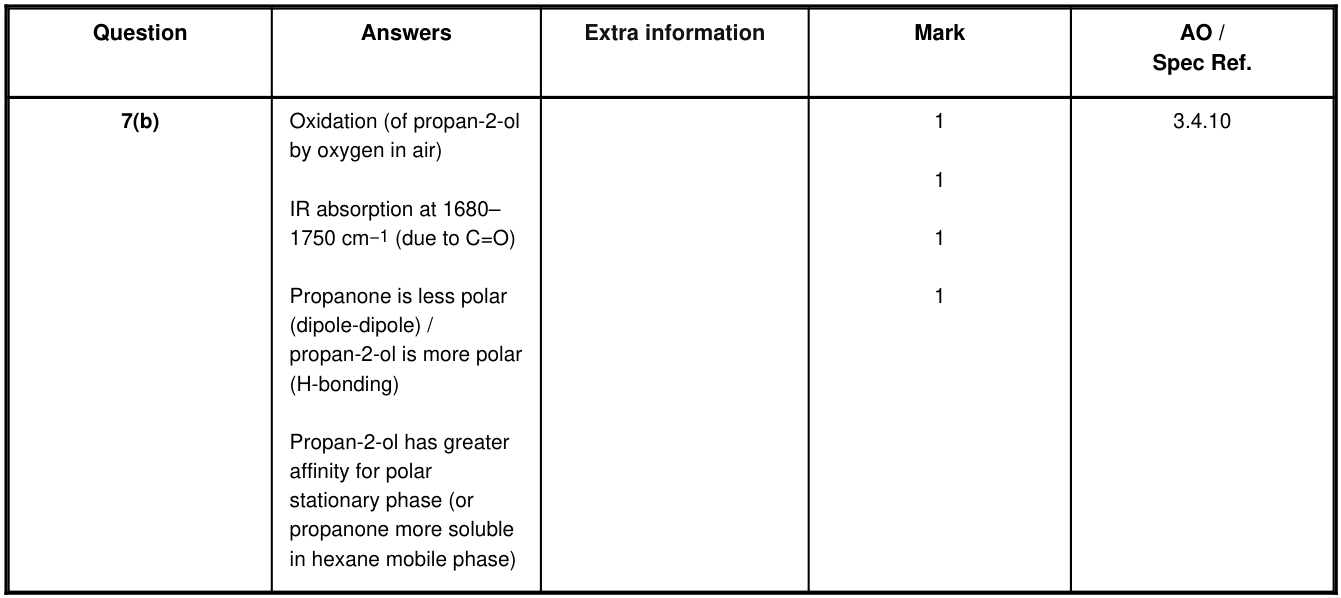 Question
Answers
Extra information
Mark
AO /
Spec Ref.
7(b)
Oxidation (of propan-2-ol
by oxygen in air)
IR absorption at 1680–
1750 cm−1 (due to C=O)
Propanone is less polar
(dipole-dipole) /
propan-2-ol is more polar
(H-bonding)
Propan-2-ol has greater
affinity for polar
stationary phase (or
propanone more soluble
in hexane mobile phase)
1
1
1
1
3.4.10